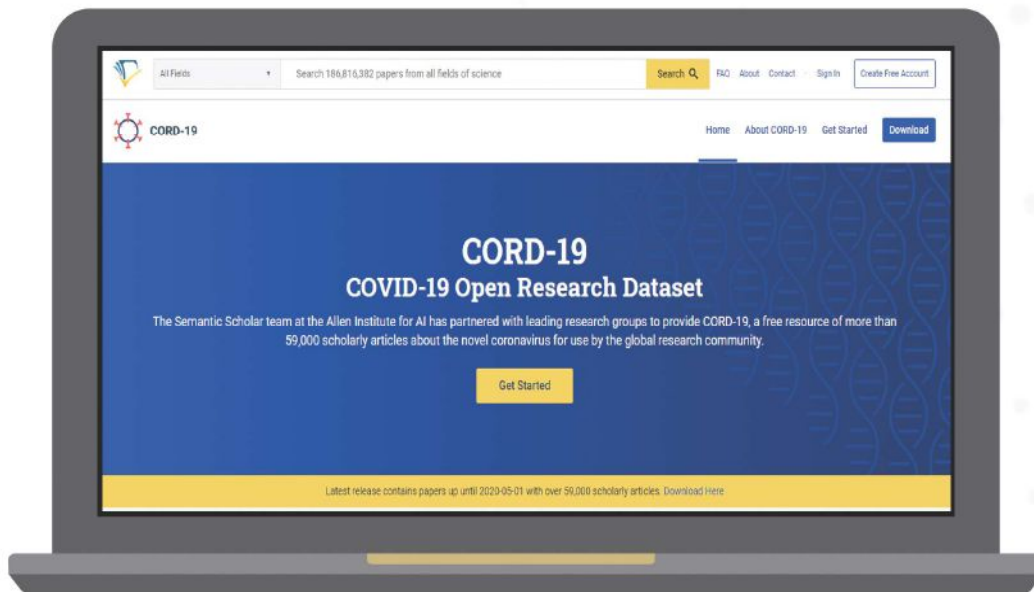 All Fields
Search 186,816,382 papers from all fields of science
Search
FAQ About Contact Sign In Create Free Account
CORD-19
Home About CORD-19 Get Started Download
CORD-19
COVID-19 Open Research Dataset
The Semantic Scholar team at the Allen Institute for AI has partnered with leading research groups to provide CORD-19, a free resource of more than
59,000 scholarly articles about the novel coronavirus for use by the global research community.
Get Started
Latest release contains papers up until 2020-05-01 with over 59,000 scholarly articles. Download Here